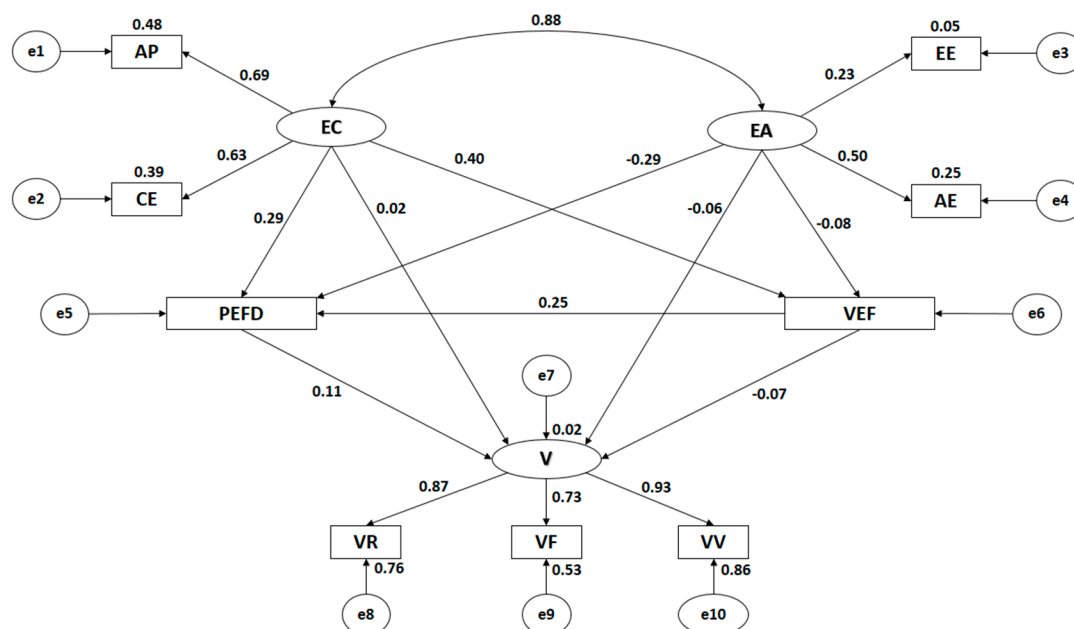 0.48
0.88
0.05
e1
AP
EE
e3
0.69
0.23
EC
EA
0.63
0.40
-0.29
0.50
0.39
0.25
e2
CE
AE
e4
0.29
0.02
-0.06
-0.08
e5
PEFD
0.25
VEF
e6
e7
0.11
-0.07
0.02
V
0.87
0.73
0.93
VR
VF
VV
0.76
0.53
0.86
e8
e9
e10